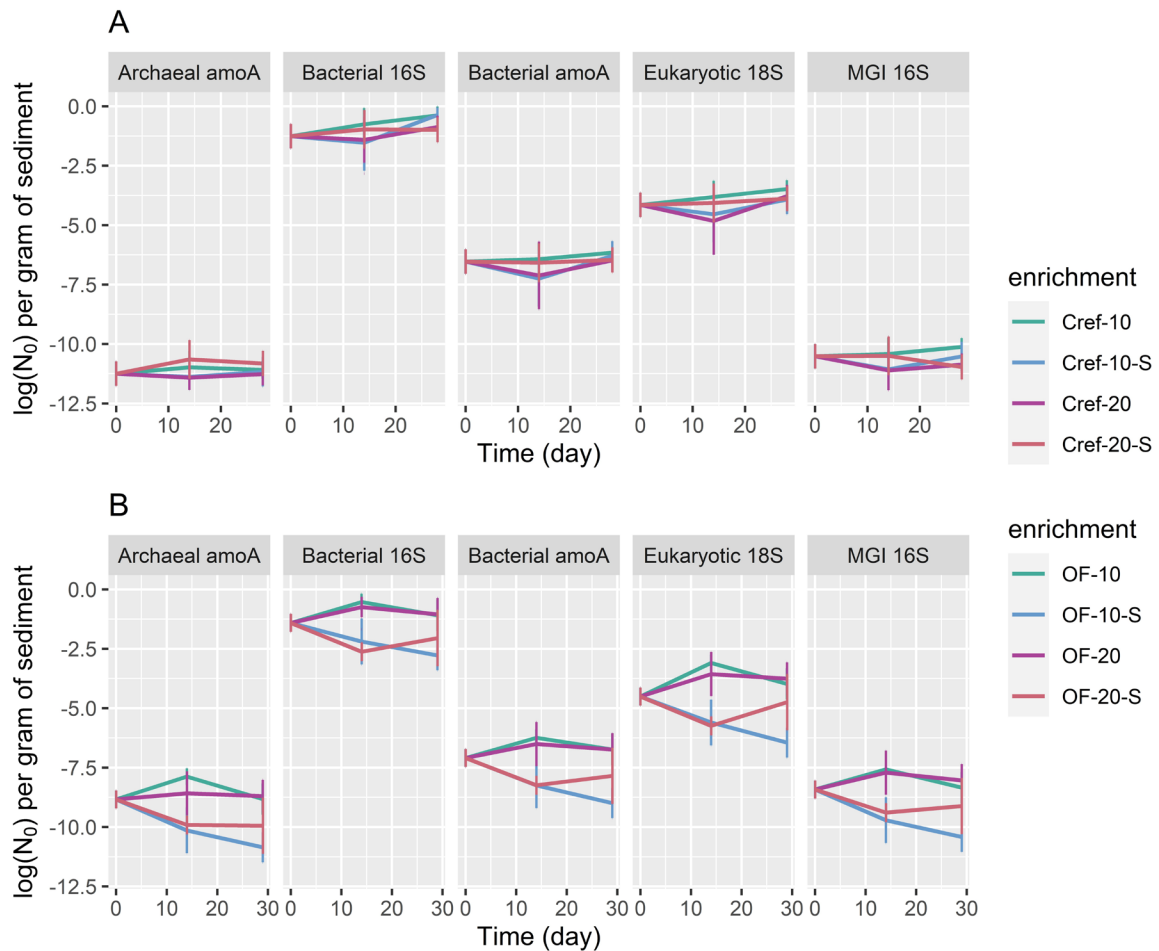 A
Archaeal amoA Bacterial 16S Bacterial amoA Eukaryotic 18S MGI 16S
log(N₀) per gram of sediment
0.0
-2.5
-5.0
-7.5
-10.0
-12.5
0 10 20 0 10 20 0 10 20 0 10 20 0 10 20
Time (day)
enrichment
Cref-10
Cref-10-S
Cref-20
Cref-20-S
B
Archaeal amoA Bacterial 16S Bacterial amoA Eukaryotic 18S MGI 16S
log(N₀) per gram of sediment
0.0
-2.5
-5.0
-7.5
-10.0
-12.5
0 10 20 30 0 10 20 30 0 10 20 30 0 10 20 30 0 10 20 30
Time (day)
enrichment
OF-10
OF-10-S
OF-20
OF-20-S